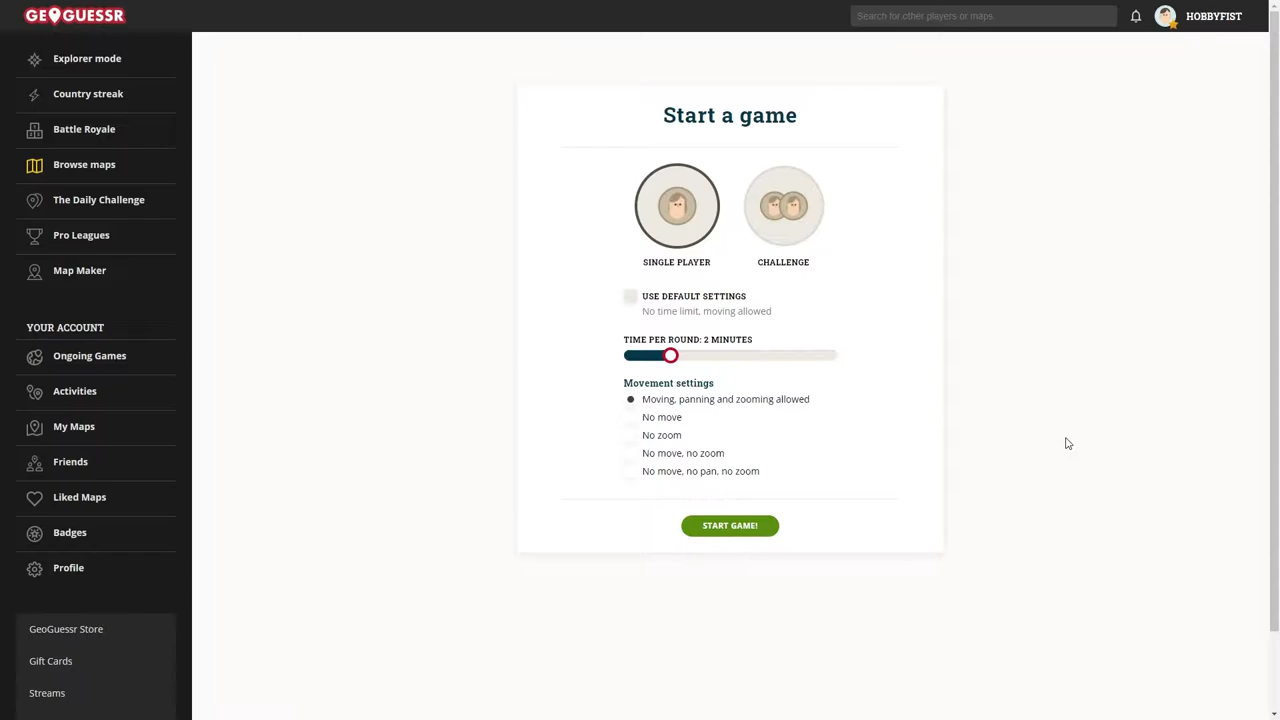 GEOGUESSR
Search for other players or maps.
HOBBYFIST
Explorer mode
Country streak
Battle Royale
Browse maps
The Daily Challenge
Pro Leagues
Map Maker
YOUR ACCOUNT
Ongoing Games
Activities
My Maps
Friends
Liked Maps
Badges
Profile
GeoGuessr Store
Gift Cards
Streams
Start a game
SINGLE PLAYER
CHALLENGE
USE DEFAULT SETTINGS
No time limit, moving allowed
TIME PER ROUND: 2 MINUTES
Movement settings
Moving, panning and zooming allowed
No move
No zoom
No move, no zoom
No move, no pan, no zoom
START GAME!